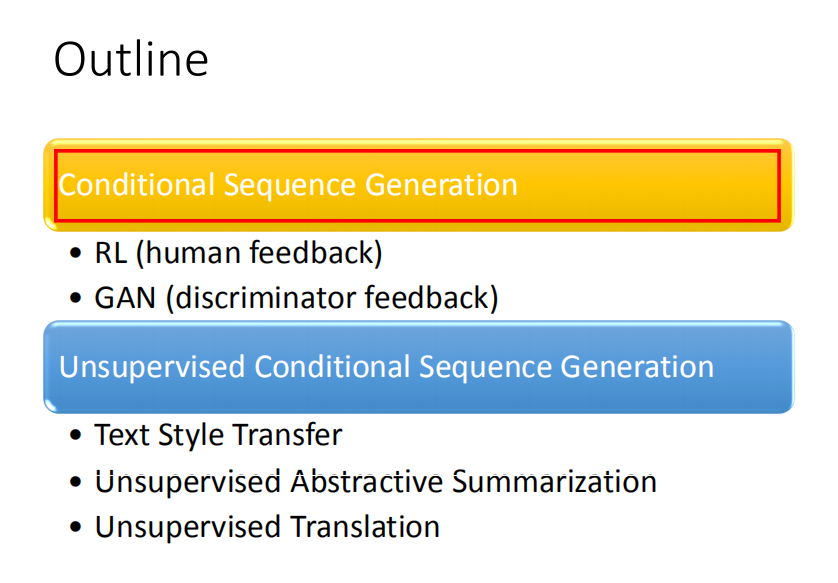 Outline
Conditional Sequence Generation
• RL (human feedback)
• GAN (discriminator feedback)
Unsupervised Conditional Sequence Generation
• Text Style Transfer
• Unsupervised Abstractive Summarization
• Unsupervised Translation